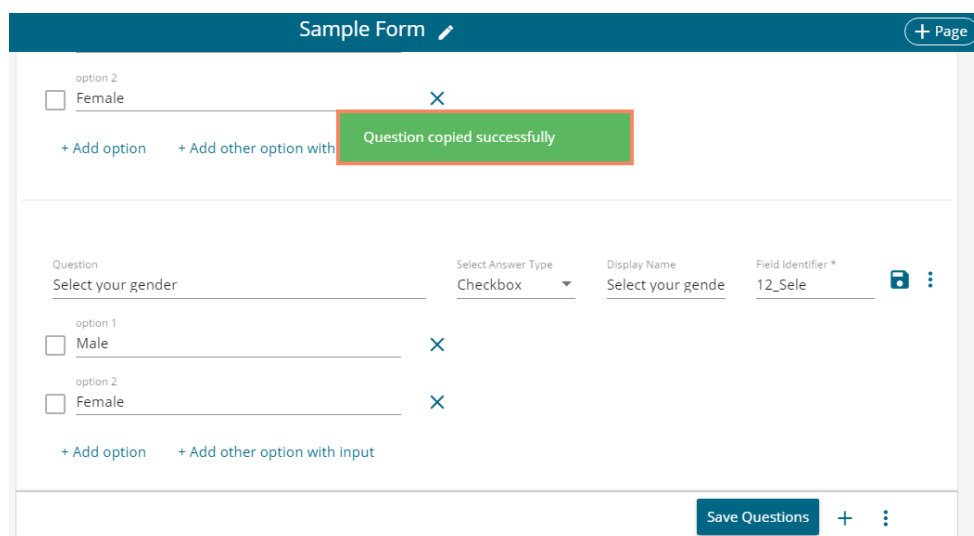 Sample Form
+ Page
option 2
Female
+ Add option + Add other option with
Question copied successfully
Question Select Answer Type Display Name Field Identifier *
Select your gender Checkbox Select your gende 12_Sele
option 1
Male
option 2
Female
+ Add option + Add other option with input
Save Questions +